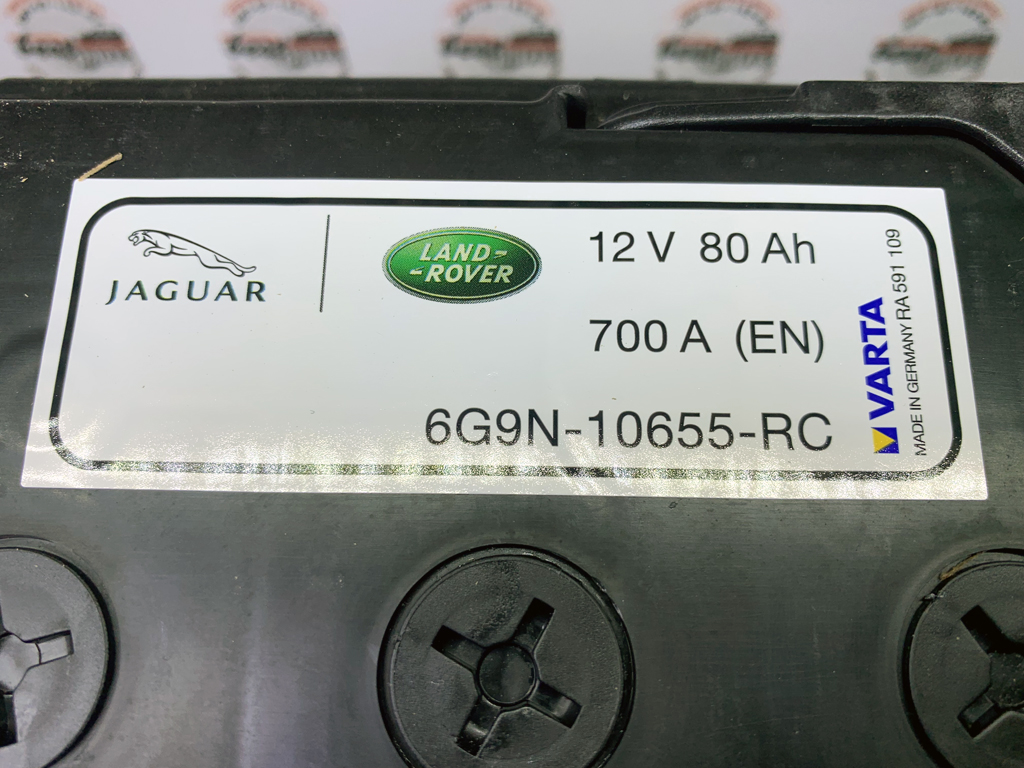 JAGUAR
LAND-
-ROVER
12 V 80 Ah
700 A (EN)
6G9N-10655-RC
VARTA
MADE IN GERMANY RA 591 109